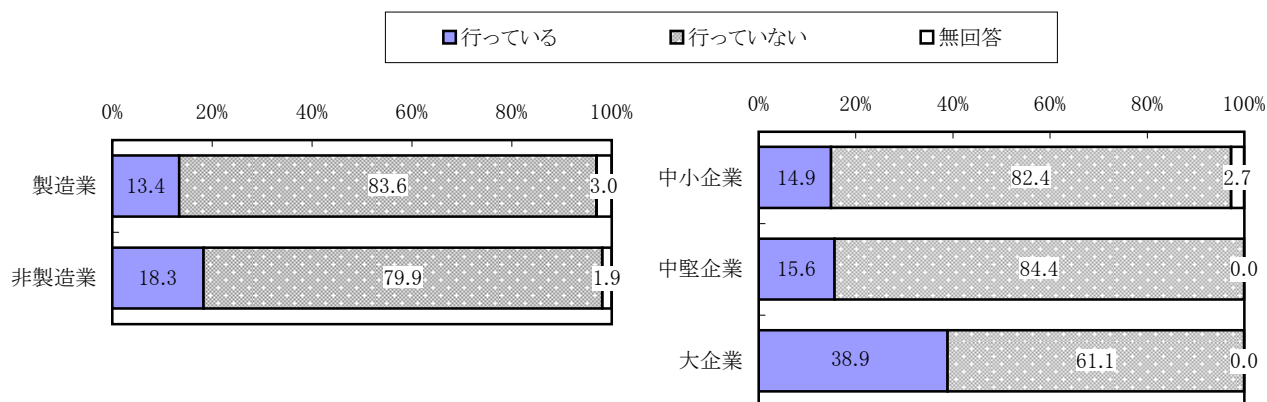 行っている 行っていない 無回答
0% 20% 40% 60% 80% 100%
製造業 13.4 83.6 3.0
非製造業 18.3 79.9 1.9
0% 20% 40% 60% 80% 100%
中小企業 14.9 82.4 2.7
中堅企業 15.6 84.4 0.0
大企業 38.9 61.1 0.0